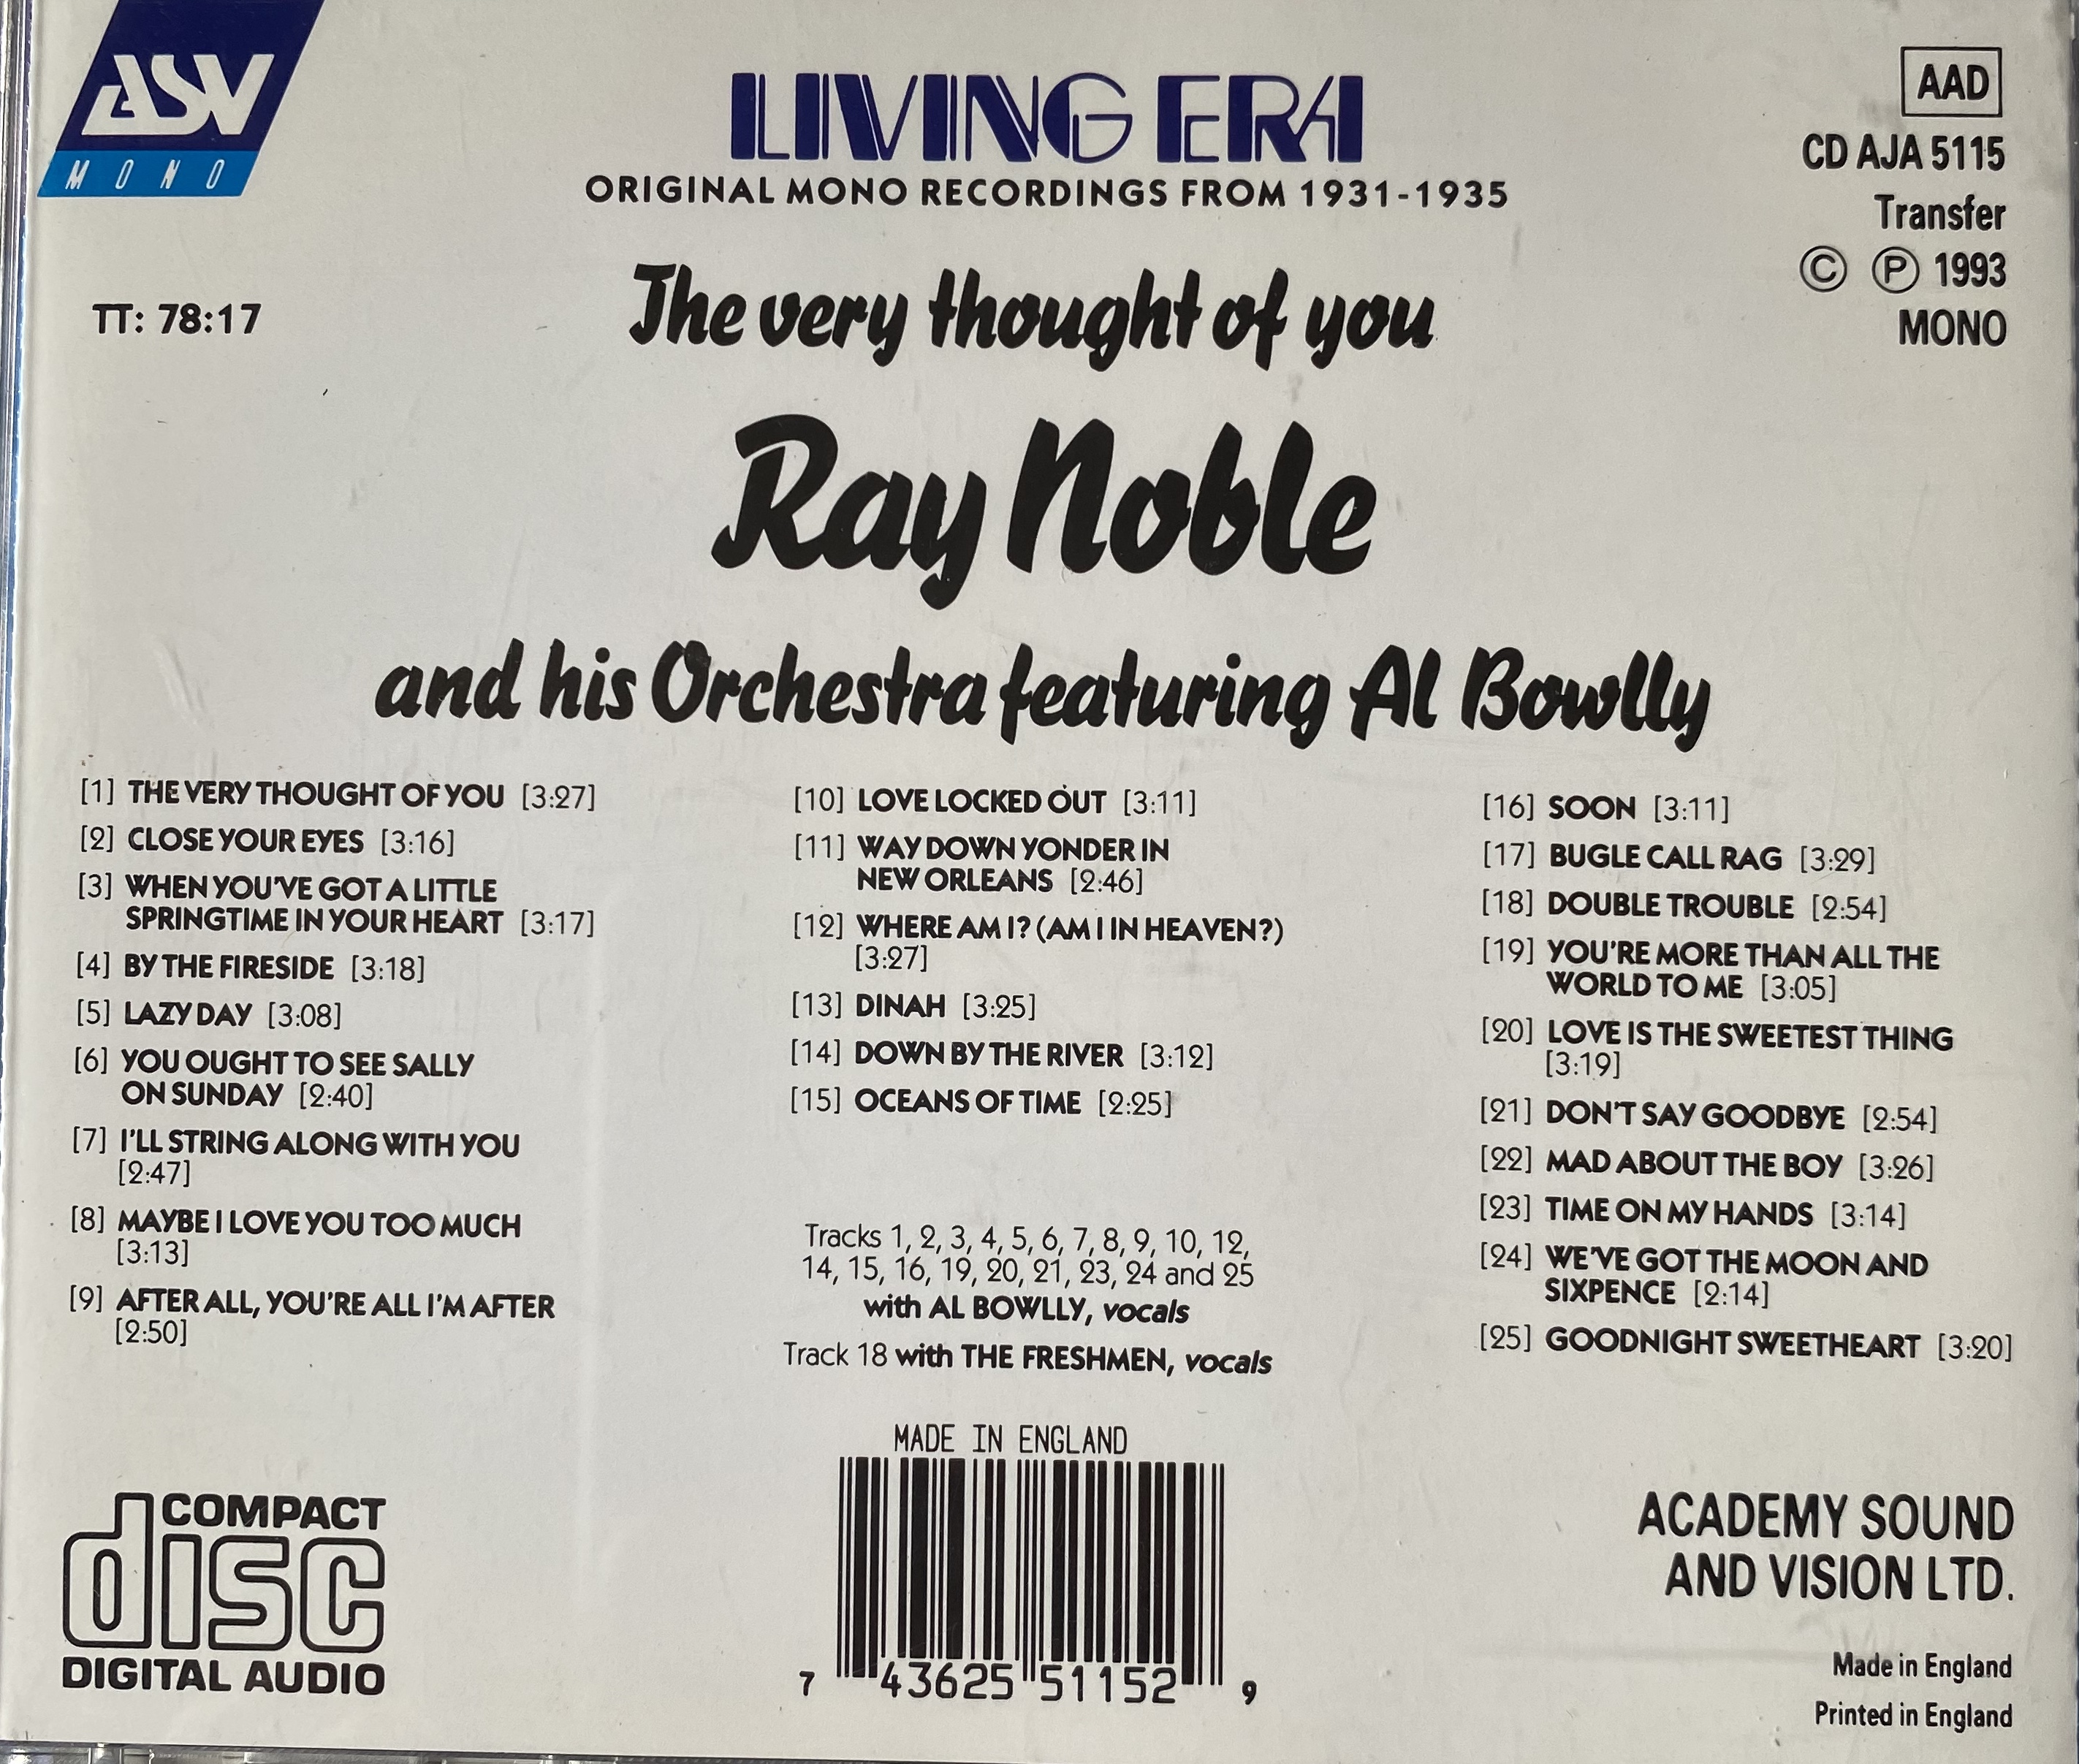 ASV
MONO
LIVING ERA
ORIGINAL MONO RECORDINGS FROM 1931-1935
AAD
CD AJA 5115
Transfer
© ℗ 1993
MONO
TT: 78:17
The very thought of you
Ray Noble
and his Orchestra featuring Al Bowlly
[1] THE VERY THOUGHT OF YOU [3:27]
[2] CLOSE YOUR EYES [3:16]
[3] WHEN YOU'VE GOT A LITTLE
SPRINGTIME IN YOUR HEART [3:17]
[4] BY THE FIRESIDE [3:18]
[5] LAZY DAY [3:08]
[6] YOU OUGHT TO SEE SALLY
ON SUNDAY [2:40]
[7] I'LL STRING ALONG WITH YOU
[2:47]
[8] MAYBE I LOVE YOU TOO MUCH
[3:13]
[9] AFTER ALL, YOU'RE ALL I'M AFTER
[2:50]
[10] LOVE LOCKED OUT [3:11]
[11] WAY DOWN YONDER IN
NEW ORLEANS [2:46]
[12] WHERE AM I? (AM I IN HEAVEN?)
[3:27]
[13] DINAH [3:25]
[14] DOWN BY THE RIVER [3:12]
[15] OCEANS OF TIME [2:25]
Tracks 1, 2, 3, 4, 5, 6, 7, 8, 9, 10, 12,
14, 15, 16, 19, 20, 21, 23, 24 and 25
with AL BOWLLY, vocals
Track 18 with THE FRESHMEN, vocals
[16] SOON [3:11]
[17] BUGLE CALL RAG [3:29]
[18] DOUBLE TROUBLE [2:54]
[19] YOU'RE MORE THAN ALL THE
WORLD TO ME [3:05]
[20] LOVE IS THE SWEETEST THING
[3:19]
[21] DON'T SAY GOODBYE [2:54]
[22] MAD ABOUT THE BOY [3:26]
[23] TIME ON MY HANDS [3:14]
[24] WE'VE GOT THE MOON AND
SIXPENCE [2:14]
[25] GOODNIGHT SWEETHEART [3:20]
COMPACT
disc
DIGITAL AUDIO
MADE IN ENGLAND
7 43625 51152 9
ACADEMY SOUND
AND VISION LTD.
Made in England
Printed in England